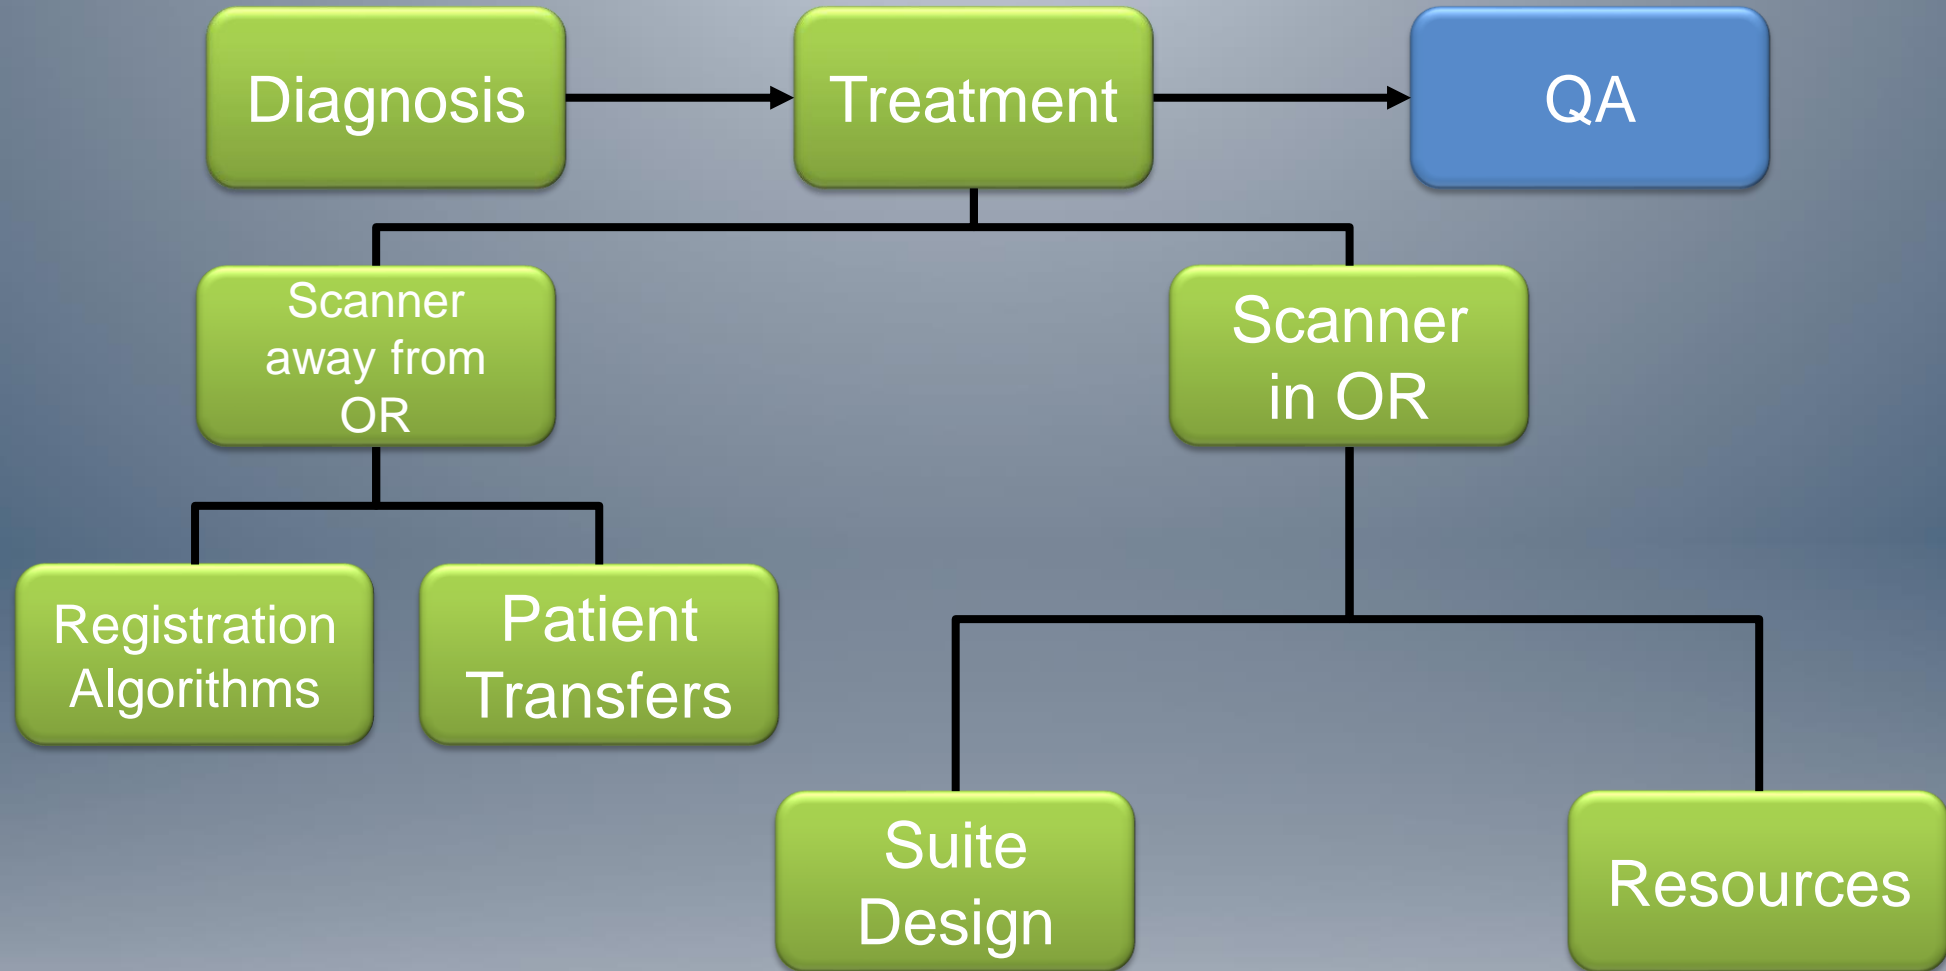 Diagnosis
Treatment
QA
Scanner
away from
OR
Scanner
in OR
Registration
Algorithms
Patient
Transfers
Suite
Design
Resources